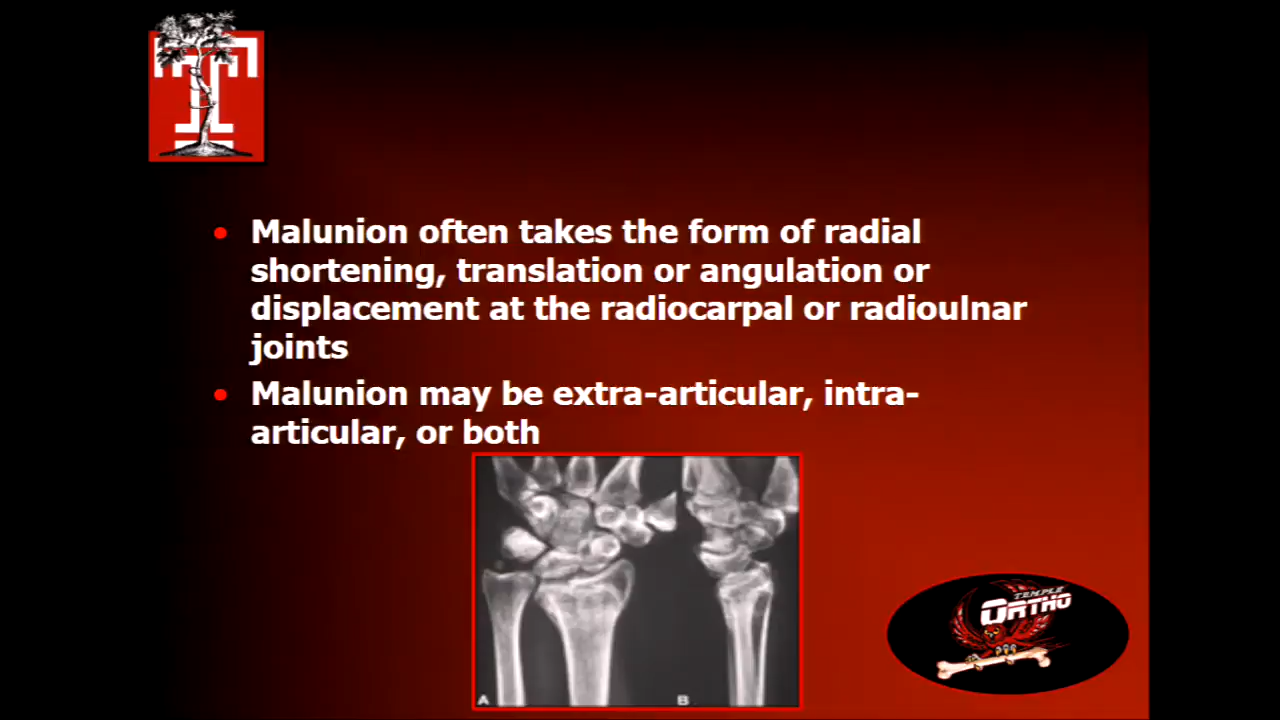 Malunion often takes the form of radial
shortening, translation or angulation or
displacement at the radiocarpal or radioulnar
joints
Malunion may be extra-articular, intra-
articular, or both
A
B
TEMPLE
ORTHO